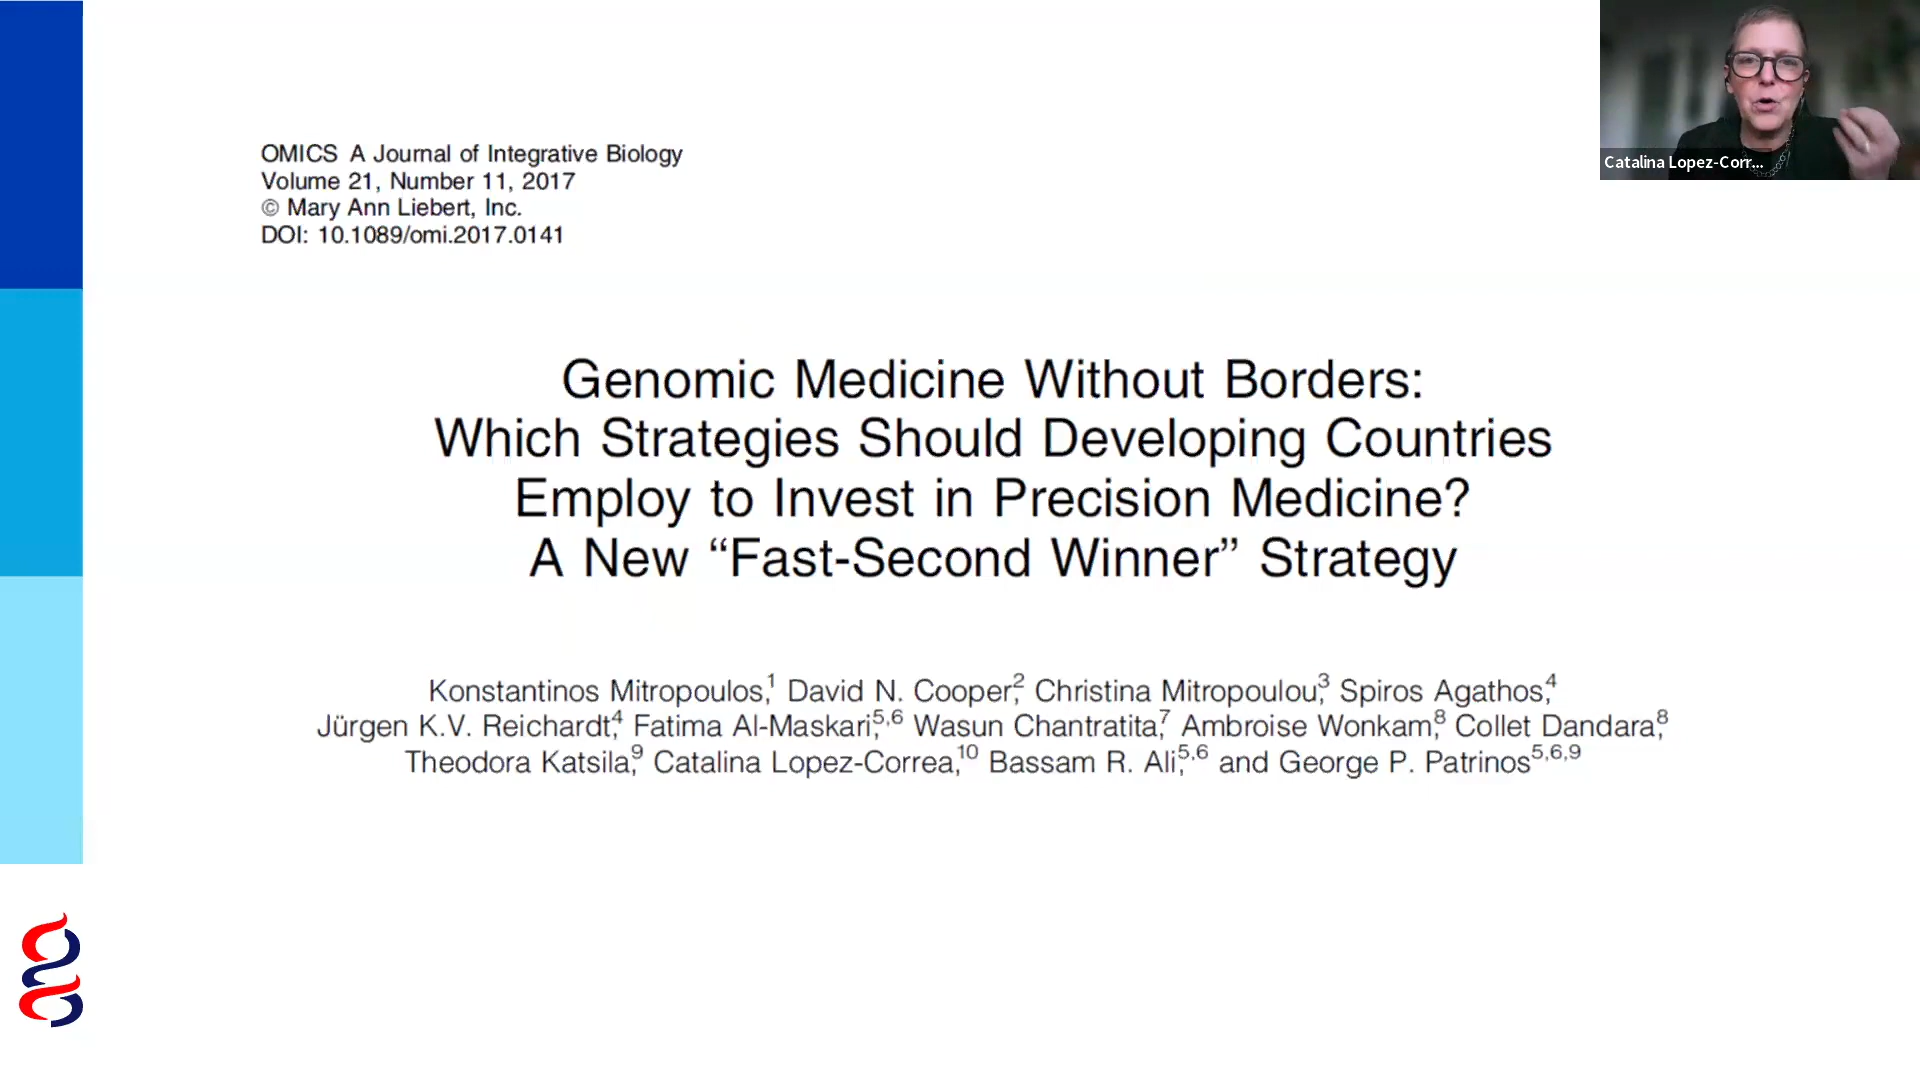 OMICS A Journal of Integrative Biology
Volume 21, Number 11, 2017
© Mary Ann Liebert, Inc.
DOI: 10.1089/omi.2017.0141
Catalina Lopez-Corr...
Genomic Medicine Without Borders:
Which Strategies Should Developing Countries
Employ to Invest in Precision Medicine?
A New “Fast-Second Winner” Strategy
Konstantinos Mitropoulos,1 David N. Cooper,2 Christina Mitropoulou,3 Spiros Agathos,4
Jürgen K.V. Reichardt,4 Fatima Al-Maskari,5,6 Wasun Chantratita,7 Ambroise Wonkam,8 Collet Dandara,8
Theodora Katsila,9 Catalina Lopez-Correa,10 Bassam R. Ali,5,6 and George P. Patrinos5,6,9